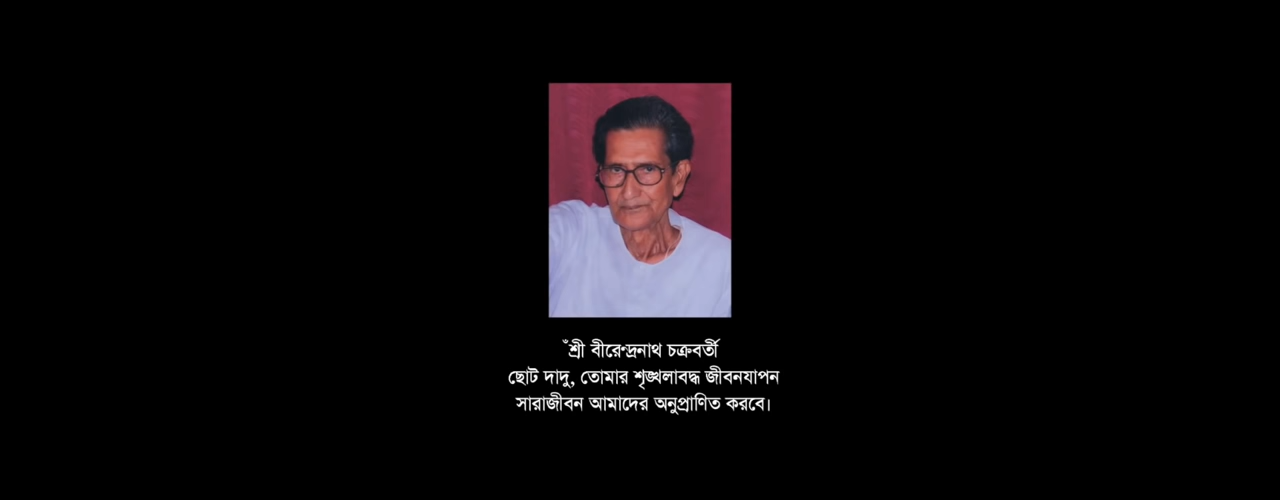 ঁশ্রী বীরেন্দ্রনাথ চক্রবর্তী
ছোট দাদু, তোমার শৃঙ্খলাবদ্ধ জীবনযাপন
সারাজীবন আমাদের অনুপ্রাণিত করবে।